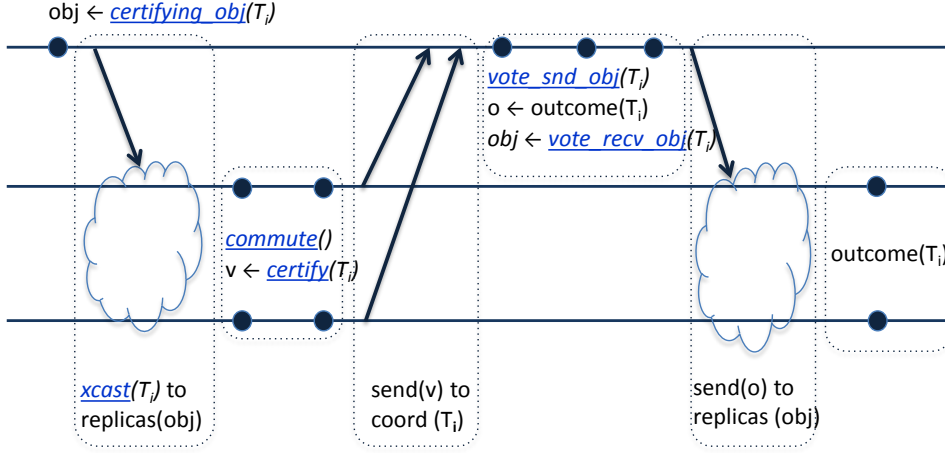 obj ← certifying_obj(Ti)
vote_snd_obj(Ti)
o ← outcome(Ti)
obj ← vote_recv_obj(Ti)
commute()
v ← certify(Ti)
outcome(Ti)
xcast(Ti) to
replicas(obj)
send(v) to
coord (Ti)
send(o) to
replicas (obj)